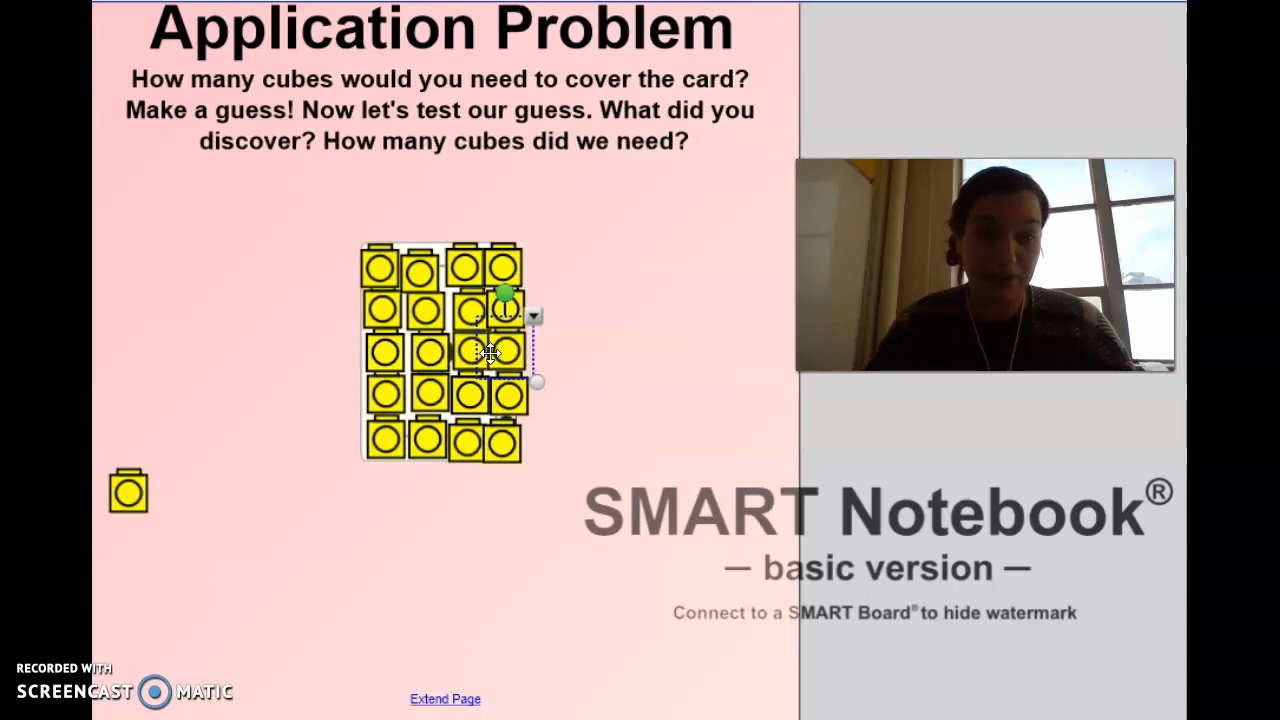 Application Problem
How many cubes would you need to cover the card?
Make a guess! Now let's test our guess. What did you
discover? How many cubes did we need?
SMART Notebook®
— basic version —
Connect to a SMART Board® to hide watermark
RECORDED WITH
SCREENCAST MATIC
Extend Page